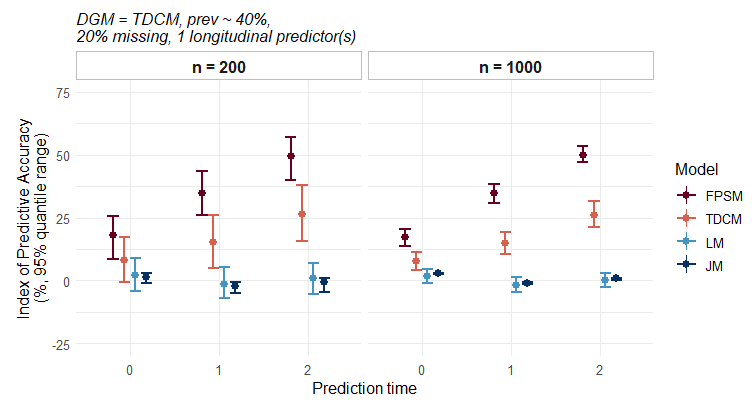 DGM = TDCM, prev ~ 40%,
20% missing, 1 longitudinal predictor(s)
n = 200
n = 1000
Index of Predictive Accuracy
(%, 95% quantile range)
75
50
25
0
-25
0
1
2
0
1
2
Prediction time
Model
FPSM
TDCM
LM
JM